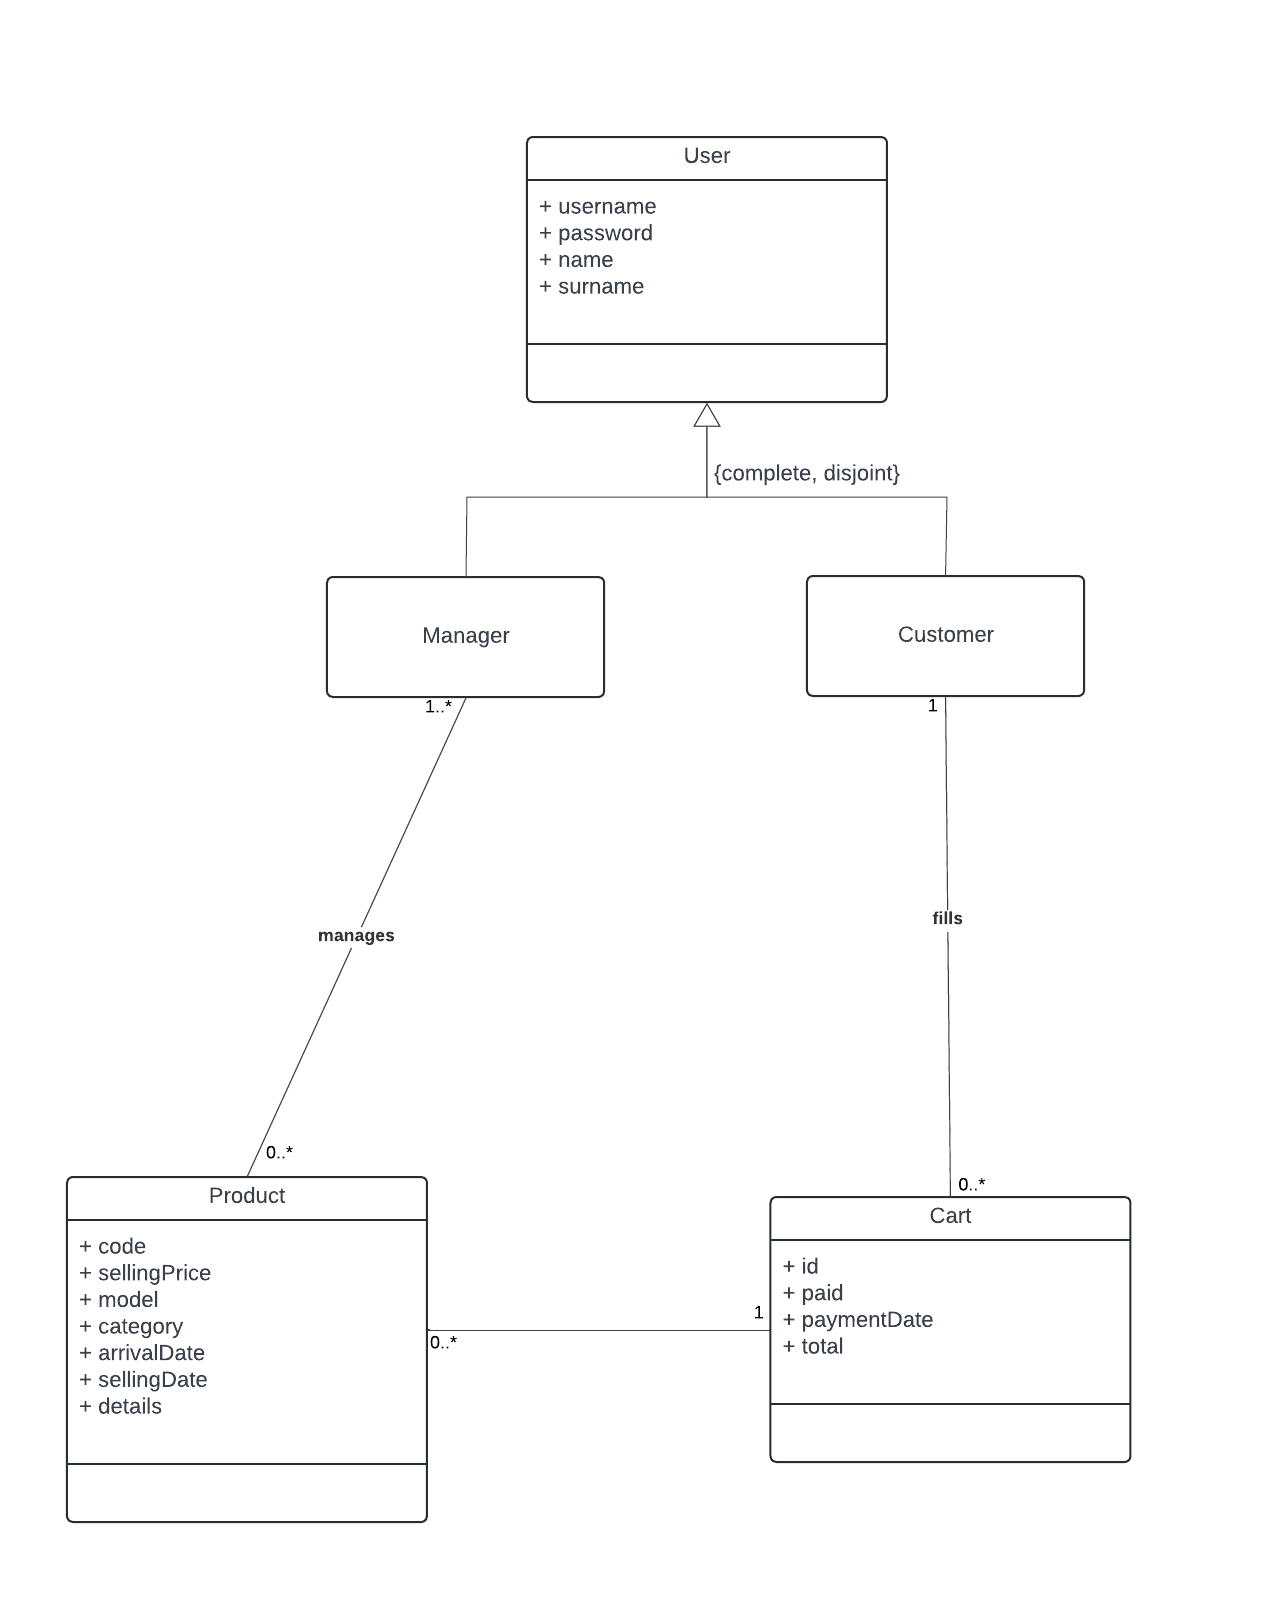 User
+ username
+ password
+ name
+ surname
{complete, disjoint}
Manager
Customer
1..*
1
manages
fills
0..*
0..*
Product
+ code
+ sellingPrice
+ model
+ category
+ arrivalDate
+ sellingDate
+ details
0..*
1
Cart
+ id
+ paid
+ paymentDate
+ total